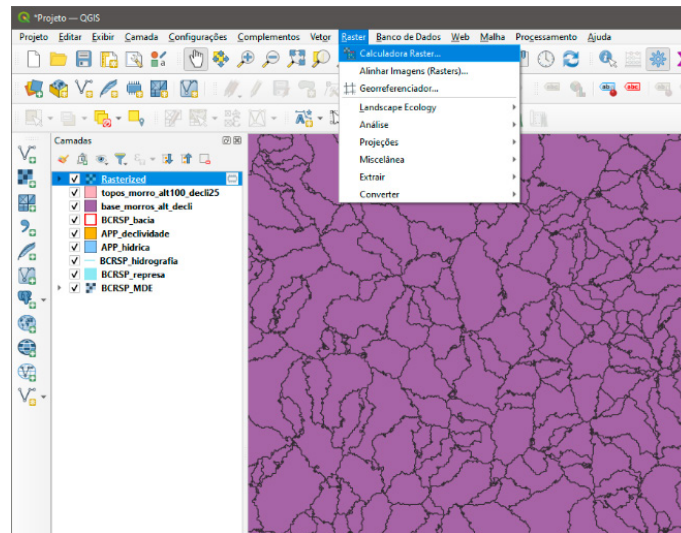 *Projeto — QGIS
Projeto Editar Exibir Camada Configurações Complementos Vetor Raster Banco de Dados Web Malha Processamento Ajuda
Calculadora Raster...
Alinhar Imagens (Rasters)...
Georreferenciador...
Landscape Ecology
Análise
Projeções
Miscelânea
Extrair
Converter
Camadas
Rasterized
topos_morro_alt100_decli25
base_morros_alt_decli
BCRSP_bacia
APP_declividade
APP_hidrica
BCRSP_hidrografia
BCRSP_represa
BCRSP_MDE